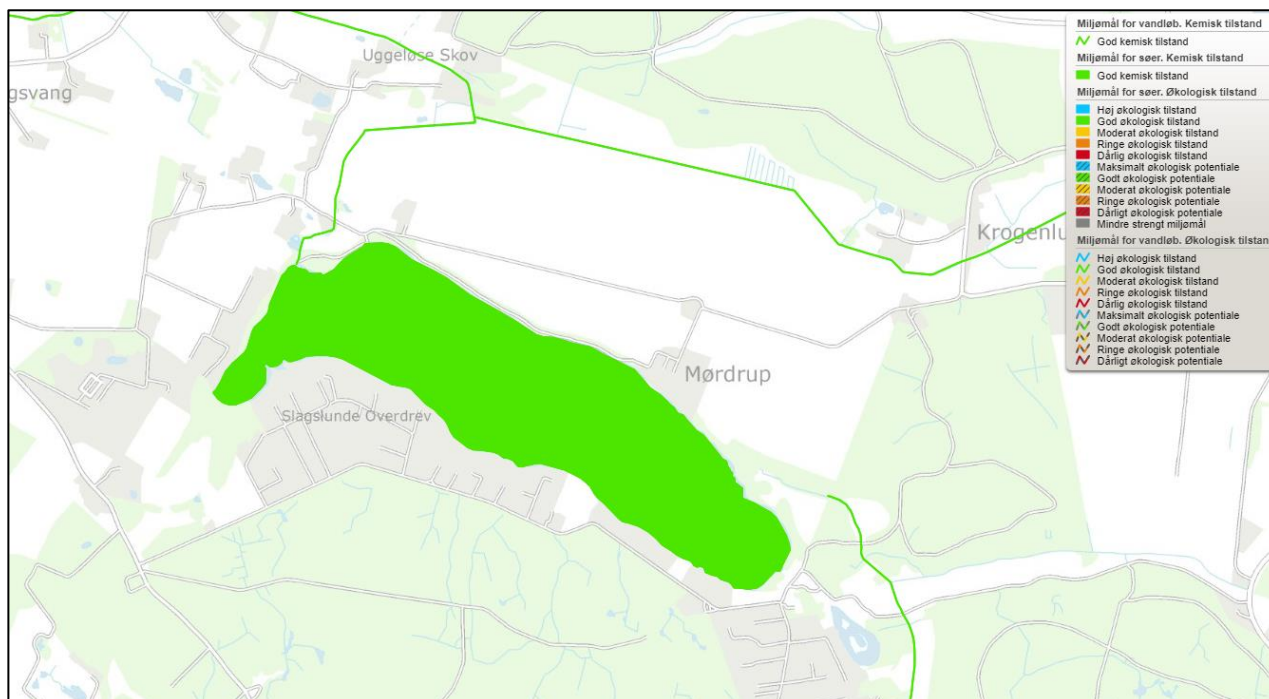 Uggeløse Skov
gsvang
Krogenlu
Mørdrup
Slagslunde Overdrev
Miljømål for vandløb. Kemisk tilstand
God kemisk tilstand
Miljømål for søer. Kemisk tilstand
God kemisk tilstand
Miljømål for søer. Økologisk tilstand
Høj økologisk tilstand
God økologisk tilstand
Moderat økologisk tilstand
Ringe økologisk tilstand
Dårlig økologisk tilstand
Maksimalt økologisk potentiale
Godt økologisk potentiale
Moderat økologisk potentiale
Ringe økologisk potentiale
Dårligt økologisk potentiale
Mindre strengt miljømål
Miljømål for vandløb. Økologisk tilstan
Høj økologisk tilstand
God økologisk tilstand
Moderat økologisk tilstand
Ringe økologisk tilstand
Dårlig økologisk tilstand
Maksimalt økologisk potentiale
Godt økologisk potentiale
Moderat økologisk potentiale
Ringe økologisk potentiale
Dårligt økologisk potentiale